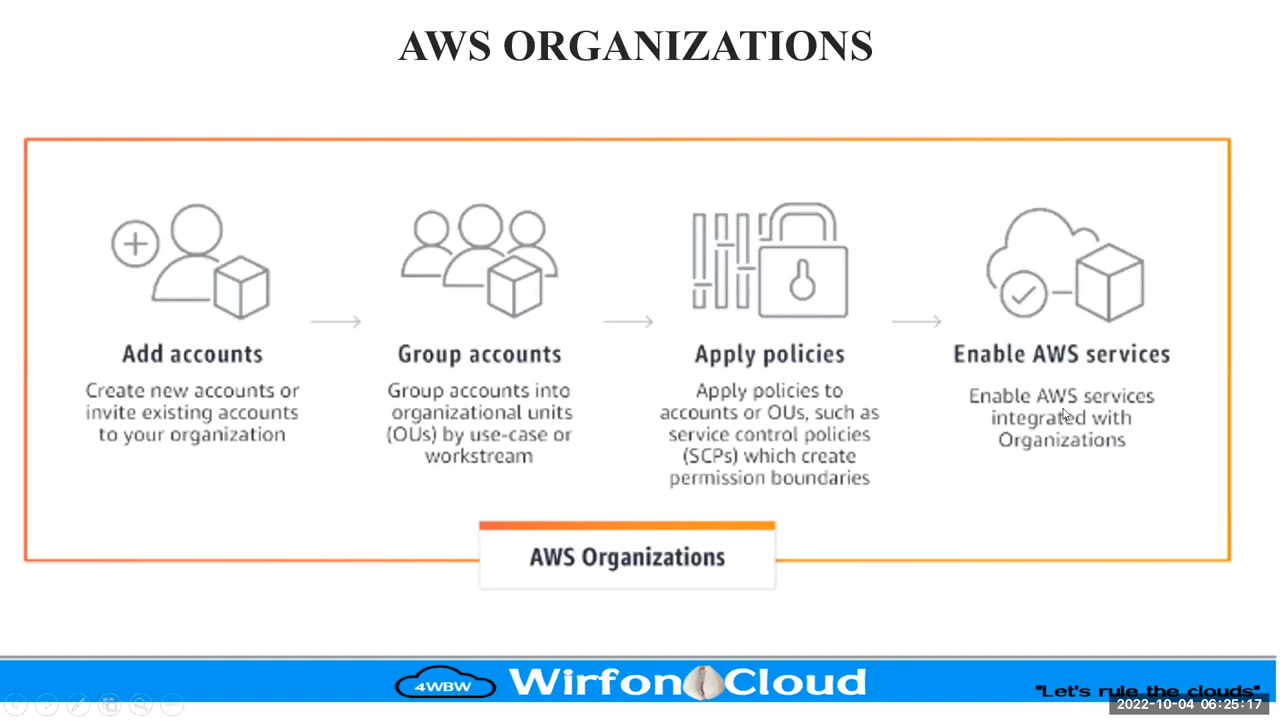 AWS ORGANIZATIONS
Add accounts
Create new accounts or
invite existing accounts
to your organization
Group accounts
Group accounts into
organizational units
(OUs) by use-case or
workstream
Apply policies
Apply policies to
accounts or OUs, such as
service control policies
(SCPs) which create
permission boundaries
Enable AWS services
Enable AWS services
integrated with
Organizations
AWS Organizations
4WBW
Wirfon Cloud
"Let's rule the clouds"
2022-10-04 06:25:17